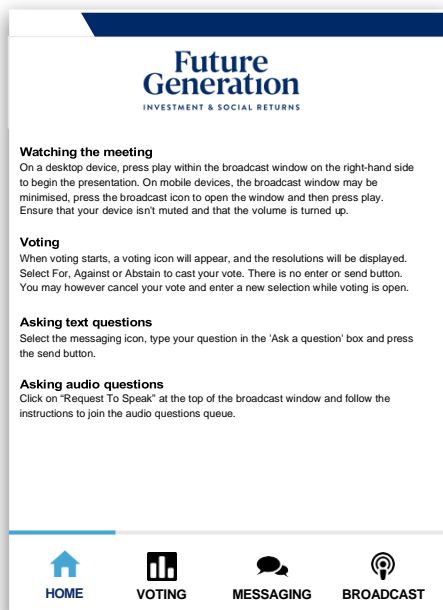 Future
Generation
INVESTMENT & SOCIAL RETURNS
Watching the meeting
On a desktop device, press play within the broadcast window on the right-hand side
to begin the presentation. On mobile devices, the broadcast window may be
minimised, press the broadcast icon to open the window and then press play.
Ensure that your device isn't muted and that the volume is turned up.
Voting
When voting starts, a voting icon will appear, and the resolutions will be displayed.
Select For, Against or Abstain to cast your vote. There is no enter or send button.
You may however cancel your vote and enter a new selection while voting is open.
Asking text questions
Select the messaging icon, type your question in the 'Ask a question' box and press
the send button.
Asking audio questions
Click on “Request To Speak” at the top of the broadcast window and follow the
instructions to join the audio questions queue.
HOME
VOTING
MESSAGING
BROADCAST